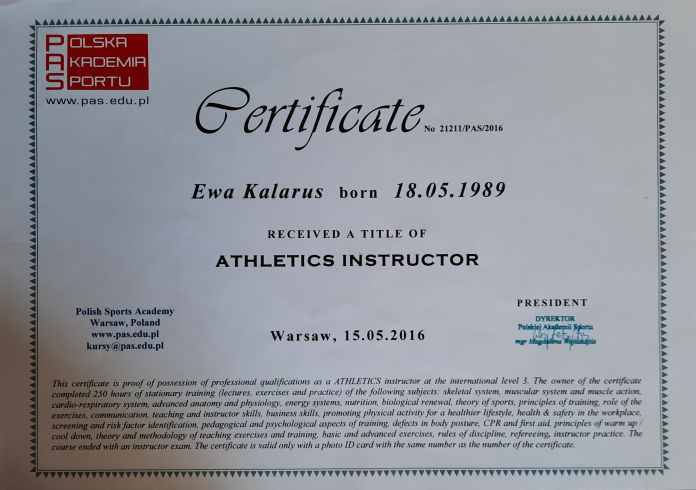 POLSKA
AKADEMIA
SPORTU
www.pas.edu.pl
Certificate No 21211/PAS/2016
Ewa Kalarus born 18.05.1989
RECEIVED A TITLE OF
ATHLETICS INSTRUCTOR
Polish Sports Academy
Warsaw, Poland
www.pas.edu.pl
kursy@pas.edu.pl
Warsaw, 15.05.2016
PRESIDENT
DYREKTOR
Polskiej Akademii Sportu
mgr Magdalena
This certificate is proof of possession of professional qualifications as a ATHLETICS instructor at the international level 3. The owner of the certificate
completed 250 hours of stationary training (lectures, exercises and practice) of the following subjects: skeletal system, muscular system and muscle action,
cardio-respiratory system, advanced anatomy and physiology, energy systems, nutrition, biological renewal, theory of sports, principles of training, role of the
exercises, communication, teaching and instructor skills, business skills, promoting physical activity for a healthier lifestyle, health & safety in the workplace,
screening and risk factor identification, pedagogical and psychological aspects of training, defects in body posture, CPR and first aid, principles of warm up /
cool down, theory and methodology of teaching exercises and training, basic and advanced exercises, rules of discipline, refereeing, instructor practice. The
course ended with an instructor exam. The certificate is valid only with a photo ID card with the same number as the number of the certificate.